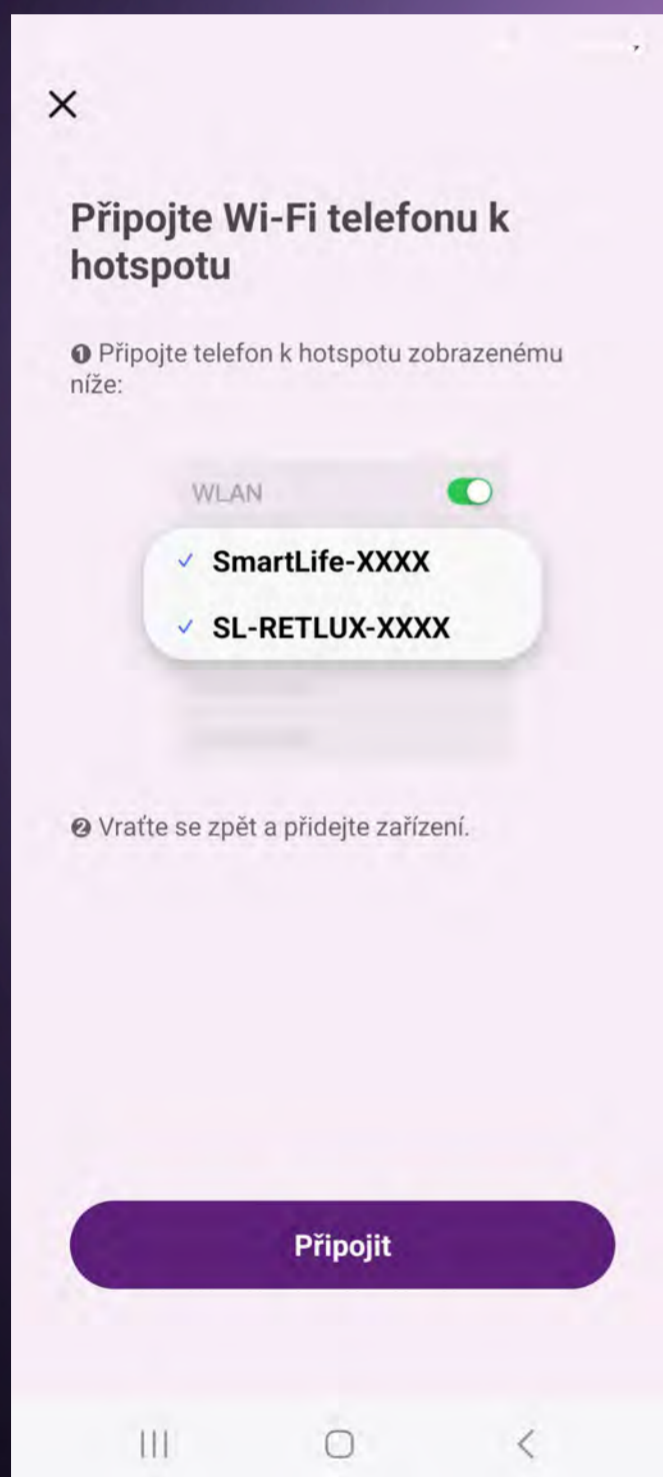 Připojte Wi-Fi telefonu k
hotspotu
❶ Připojte telefon k hotspotu zobrazenému
níže:
WLAN
✓ SmartLife-XXXX
✓ SL-RETLUX-XXXX
❷ Vraťte se zpět a přidejte zařízení.
Připojit